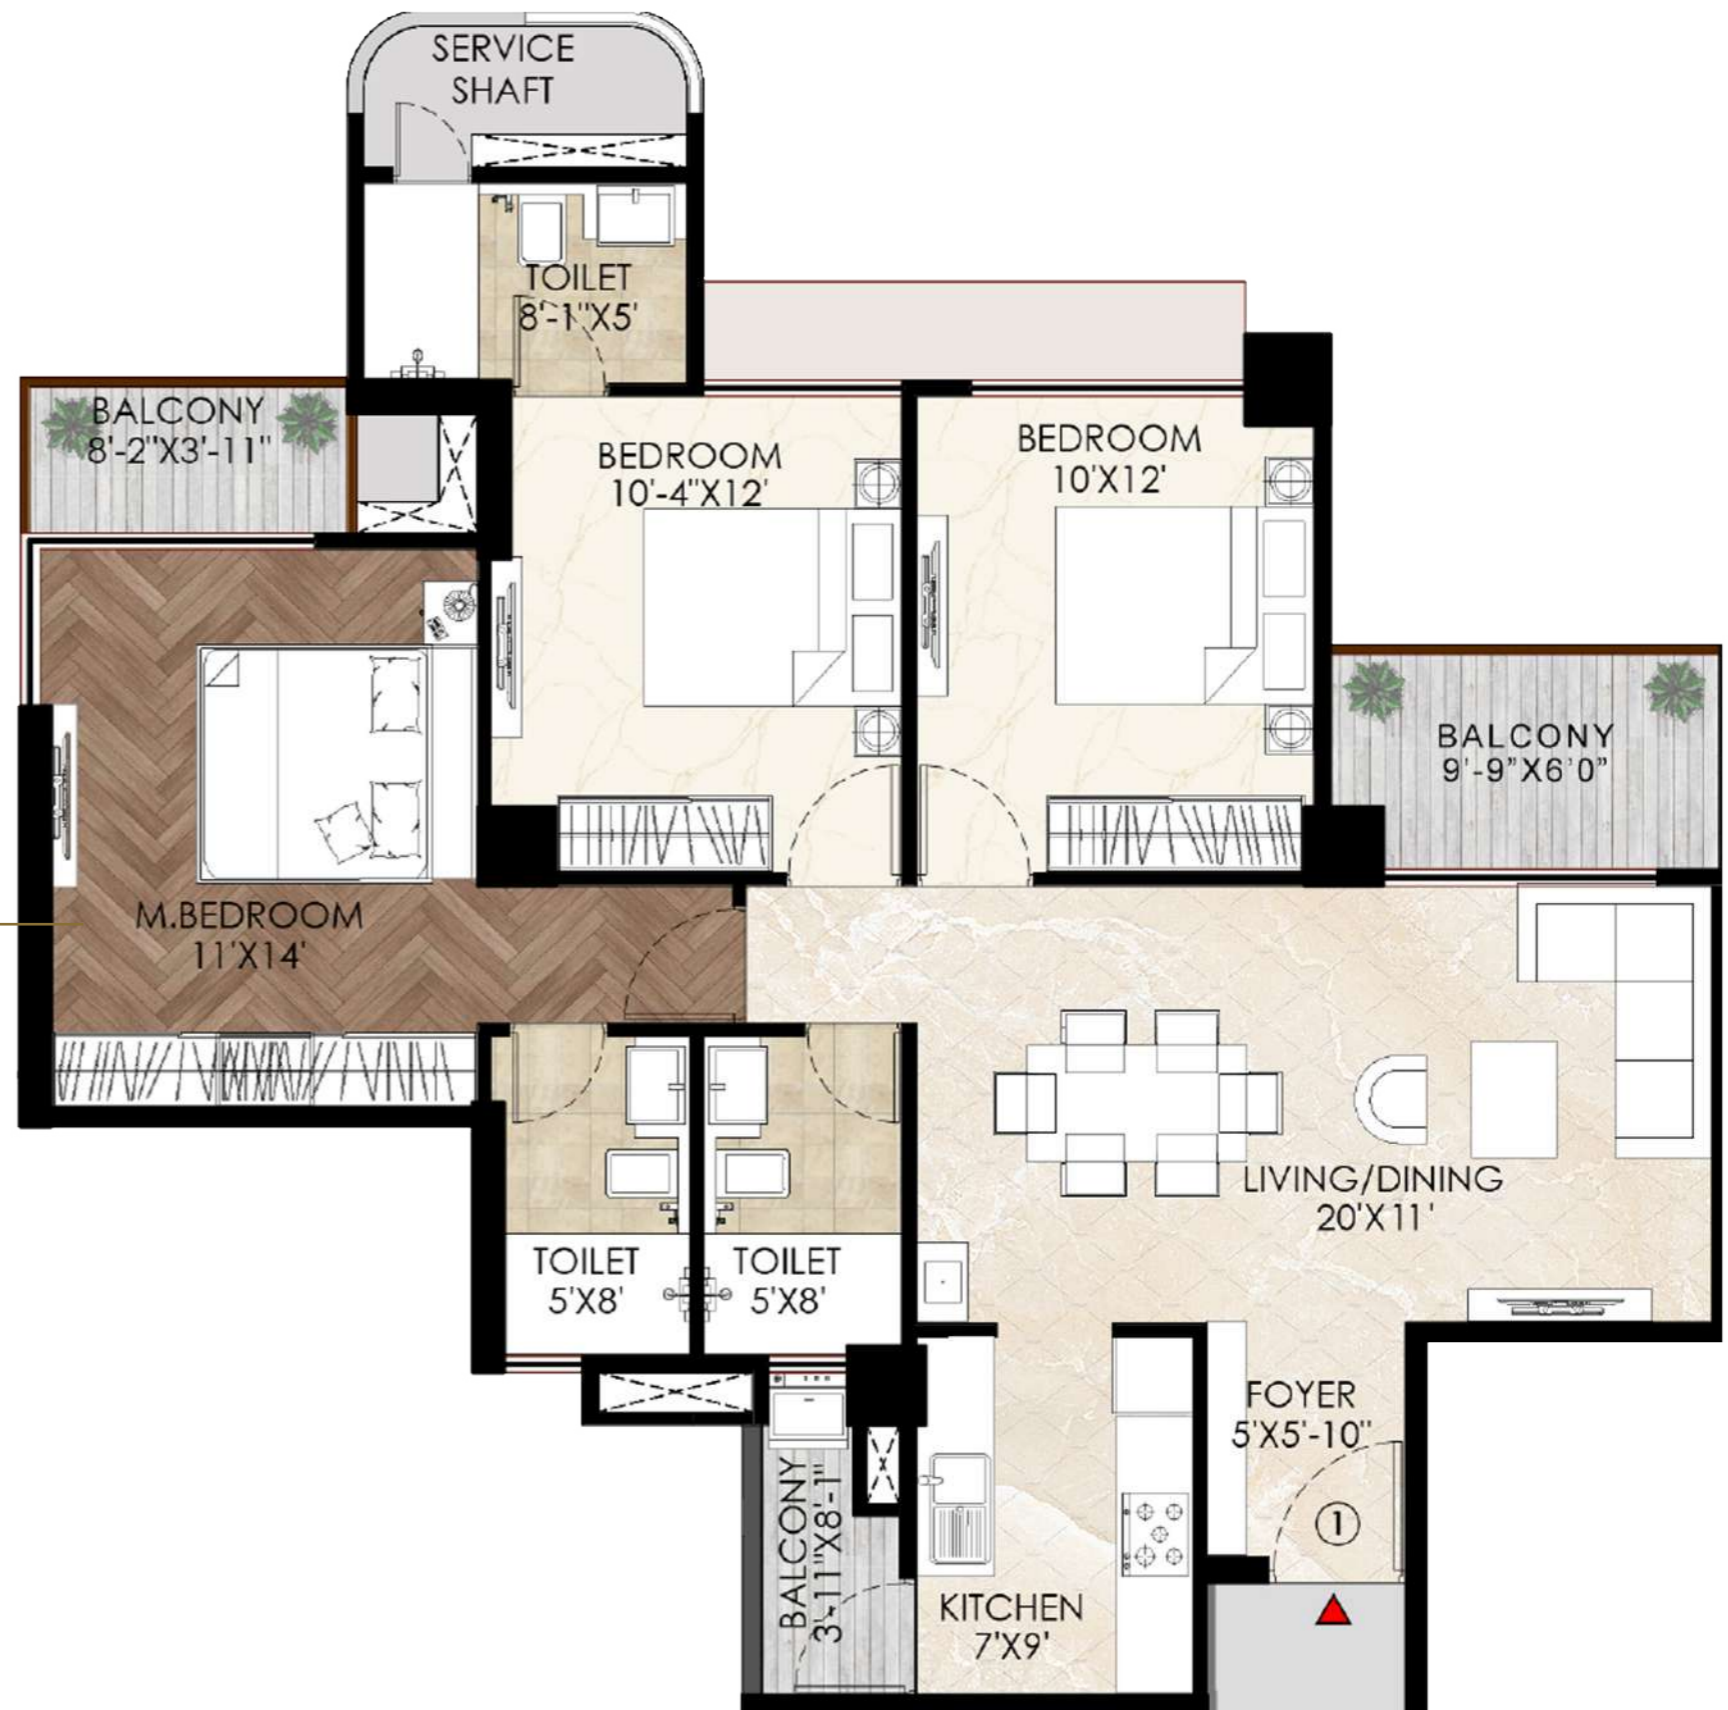 SERVICE
SHAFT
TOILET
8'-1"X5'
BALCONY
8'-2"X3'-11"
BEDROOM
10'-4"X12'
BEDROOM
10'X12'
BALCONY
9'-9"X6'0"
M.BEDROOM
11'X14'
LIVING/DINING
20'X11'
TOILET
5'X8'
TOILET
5'X8'
FOYER
5'X5'-10"
1
BALCONY
3'-11"X8'-1"
KITCHEN
7'X9'